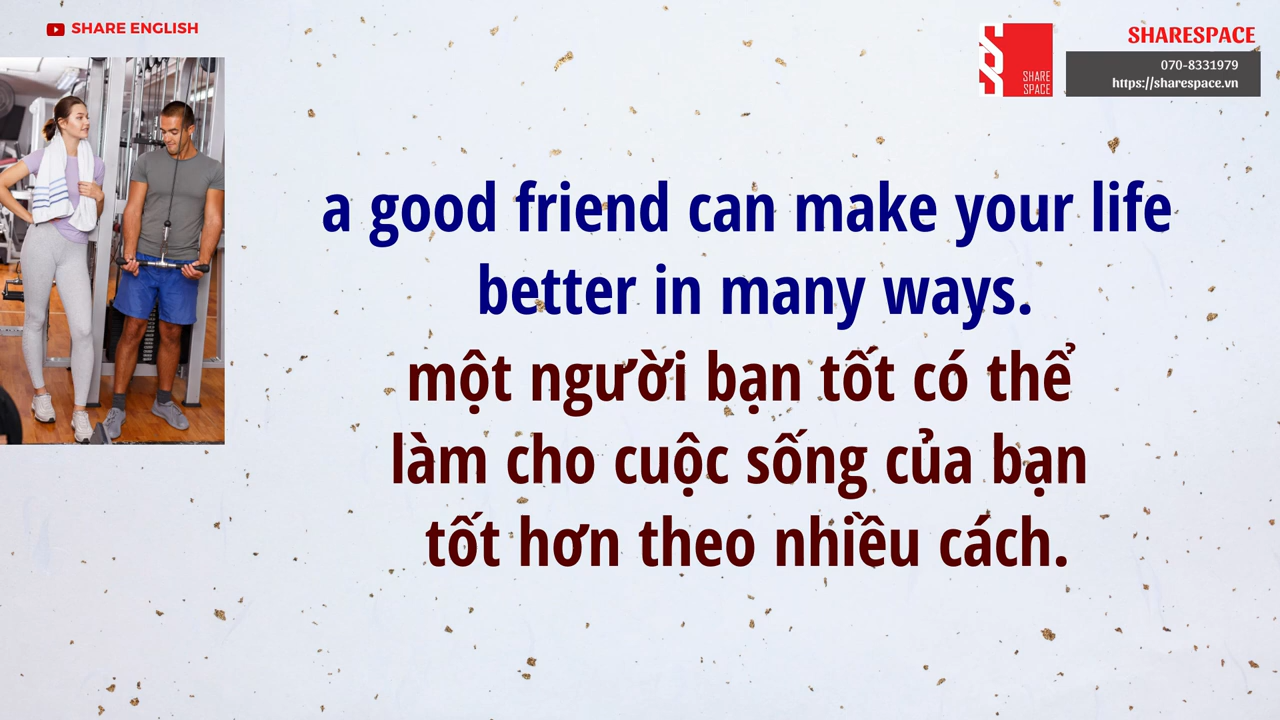 SHARE ENGLISH
SHARE
SPACE
SHARESPACE
070-8331979
https://sharespace.vn
a good friend can make your life
better in many ways.
một người bạn tốt có thể
làm cho cuộc sống của bạn
tốt hơn theo nhiều cách.